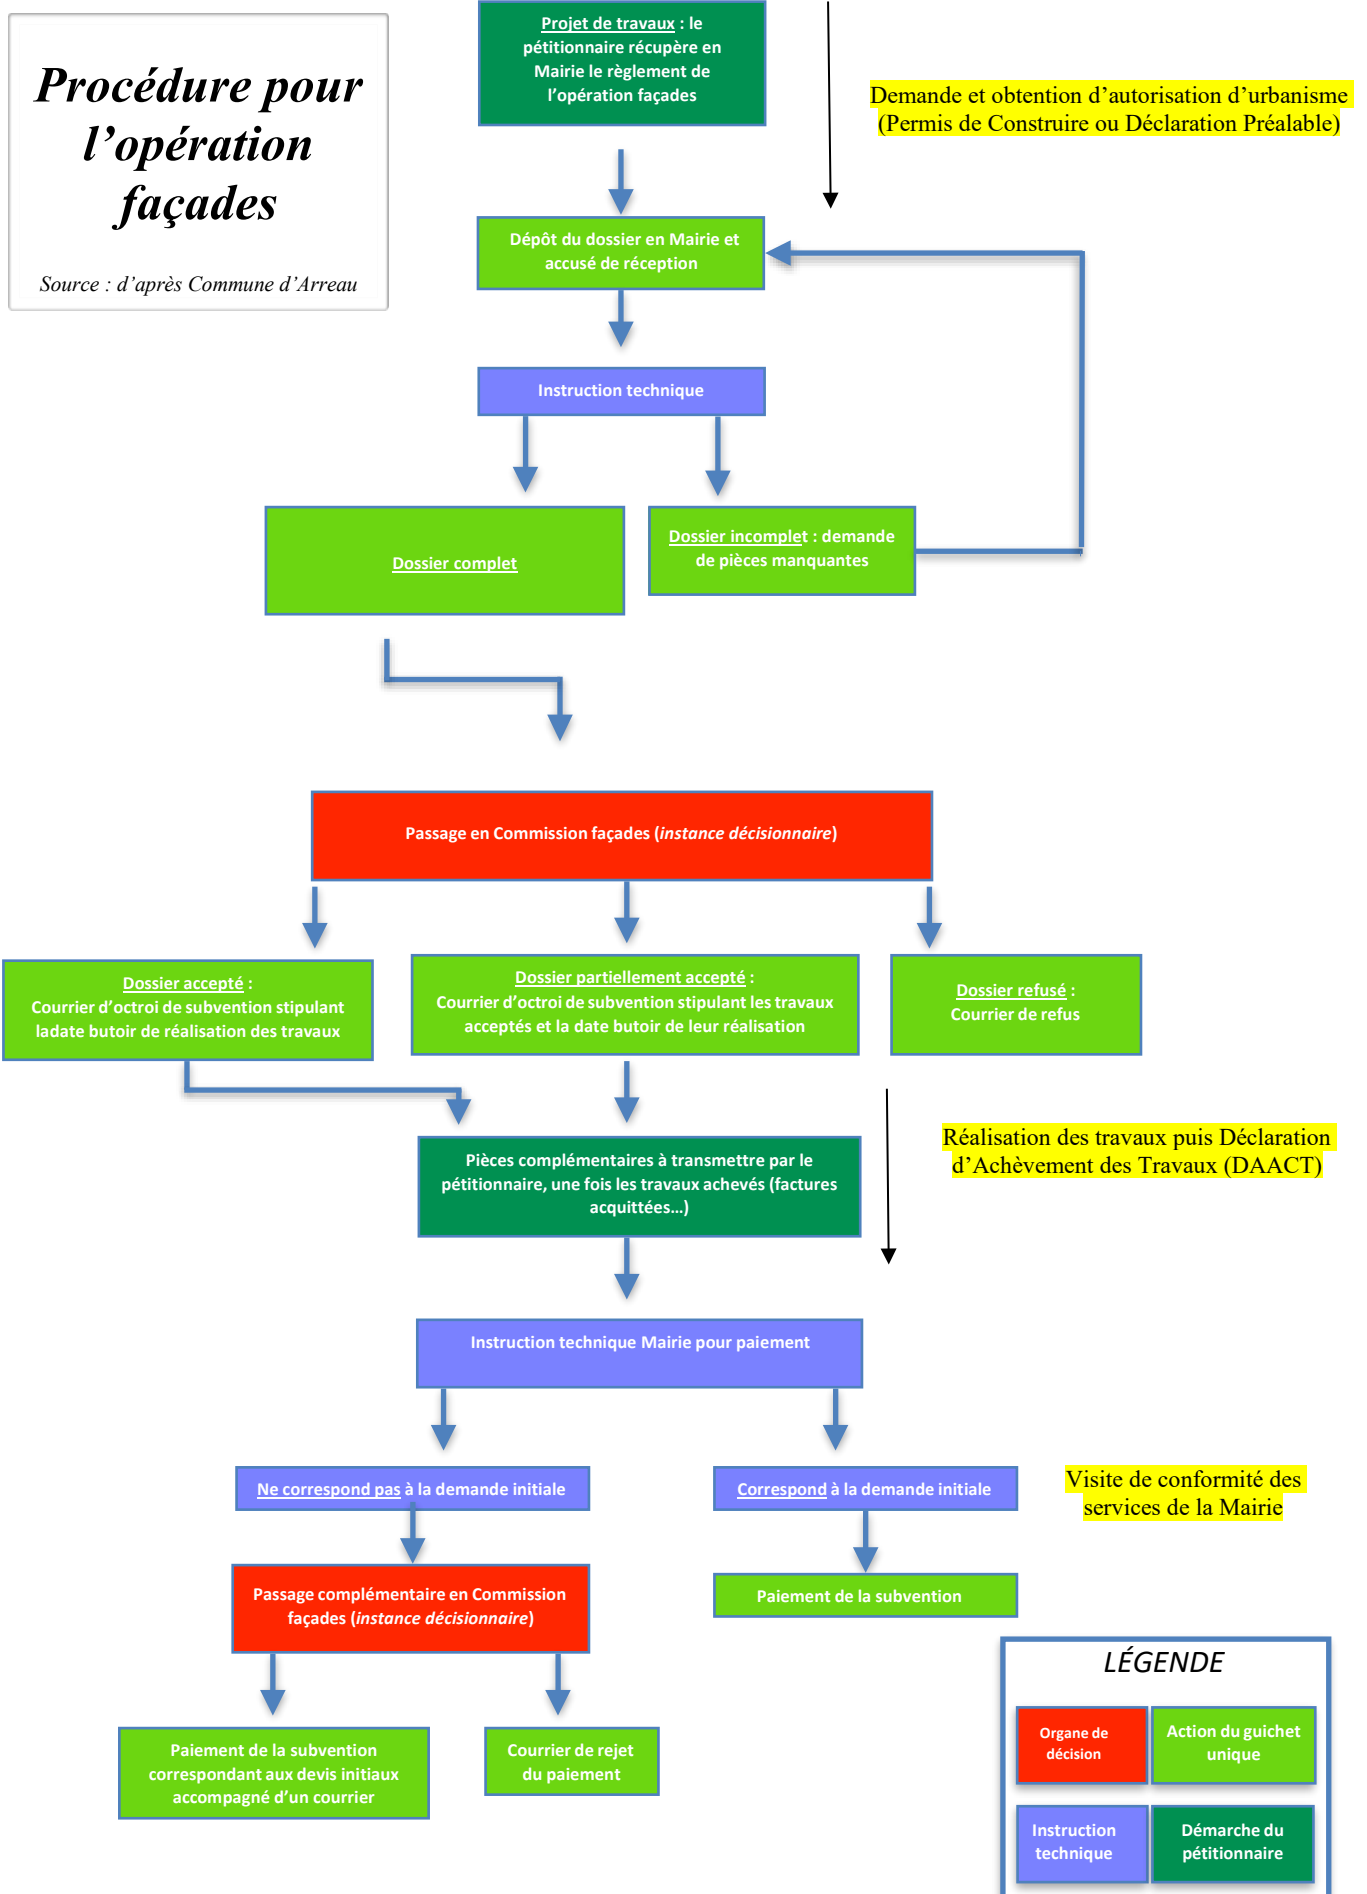 Procédure pour
l’opération
façades
Source : d’après Commune d’Arreau
Projet de travaux : le
pétitionnaire récupère en
Mairie le règlement de
l’opération façades
Demande et obtention d’autorisation d’urbanisme
(Permis de Construire ou Déclaration Préalable)
Dépôt du dossier en Mairie et
accusé de réception
Instruction technique
Dossier complet
Dossier incomplet : demande
de pièces manquantes
Passage en Commission façades (instance décisionnaire)
Dossier accepté :
Courrier d’octroi de subvention stipulant
ladate butoir de réalisation des travaux
Dossier partiellement accepté :
Courrier d’octroi de subvention stipulant les travaux
acceptés et la date butoir de leur réalisation
Dossier refusé :
Courrier de refus
Pièces complémentaires à transmettre par le
pétitionnaire, une fois les travaux achevés (factures
acquittées…)
Réalisation des travaux puis Déclaration
d’Achèvement des Travaux (DAACT)
Instruction technique Mairie pour paiement
Ne correspond pas à la demande initiale
Correspond à la demande initiale
Visite de conformité des
services de la Mairie
Passage complémentaire en Commission
façades (instance décisionnaire)
Paiement de la subvention
Paiement de la subvention
correspondant aux devis initiaux
accompagné d’un courrier
Courrier de rejet
du paiement
LÉGENDE
Organe de
décision
Action du guichet
unique
Instruction
technique
Démarche du
pétitionnaire